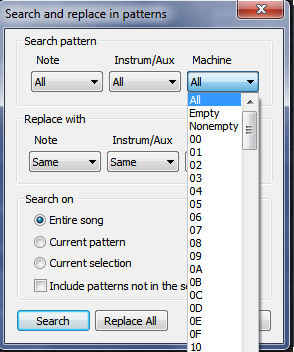 Search and replace in patterns
Search pattern
Note Instrum/Aux Machine
All All All
All
Empty
Nonempty
00
01
02
03
04
05
06
07
08
09
0A
0B
0C
0D
0E
0F
10
Replace with
Note Instrum/Aux
Same Same
Search on
Entire song
Current pattern
Current selection
Include patterns not in the
Search Replace All